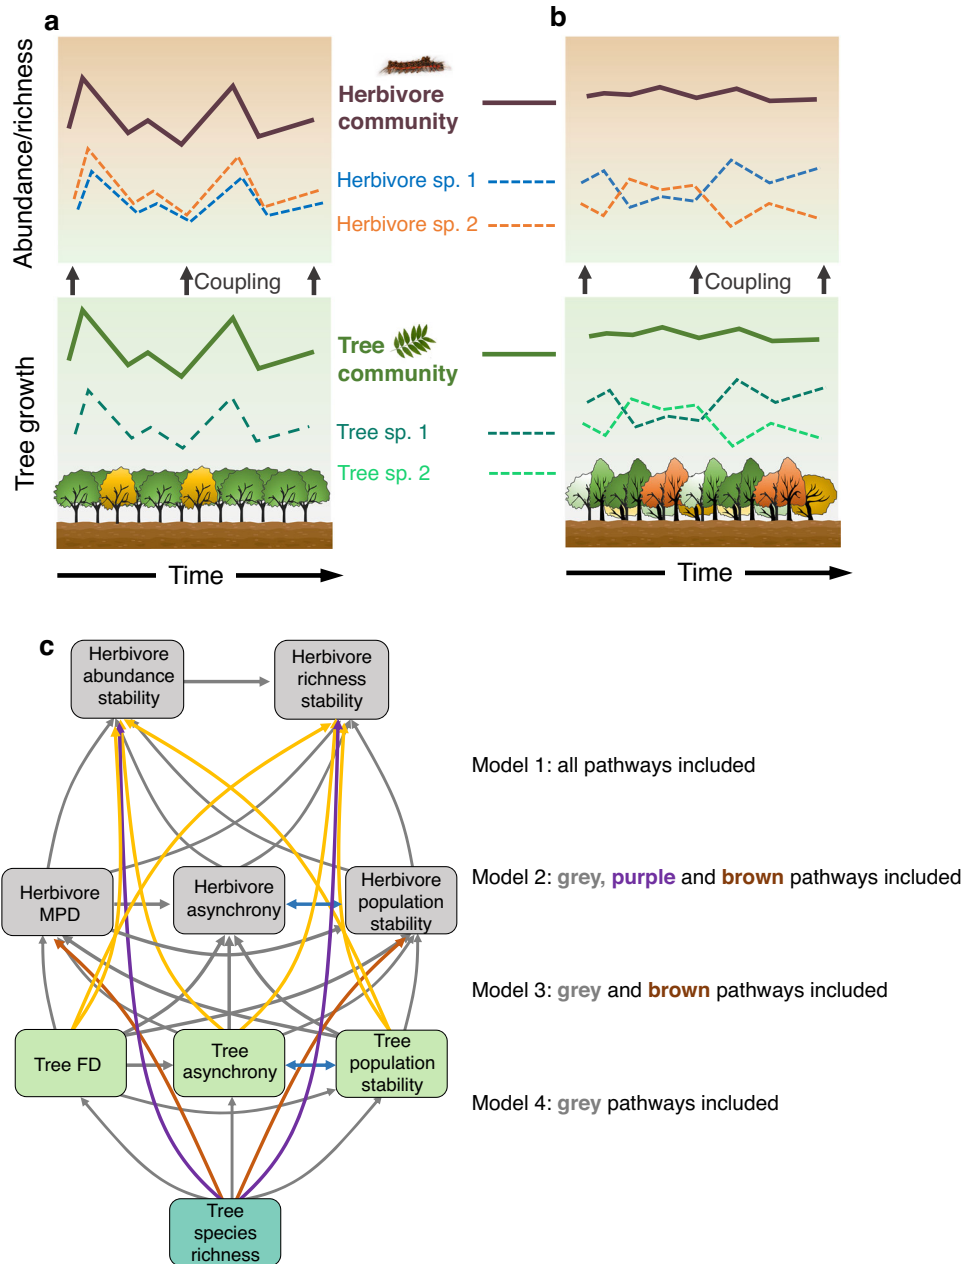 a
b
Abundance/richness
Herbivore
community
Herbivore sp. 1
Herbivore sp. 2
Coupling
Coupling
Tree growth
Tree
community
Tree sp. 1
Tree sp. 2
Time
Time
c
Herbivore
abundance
stability
Herbivore
richness
stability
Model 1: all pathways included
Herbivore
MPD
Herbivore
asynchrony
Herbivore
population
stability
Model 2: grey, purple and brown pathways included
Model 3: grey and brown pathways included
Tree FD
Tree
asynchrony
Tree
population
stability
Model 4: grey pathways included
Tree
species
richness